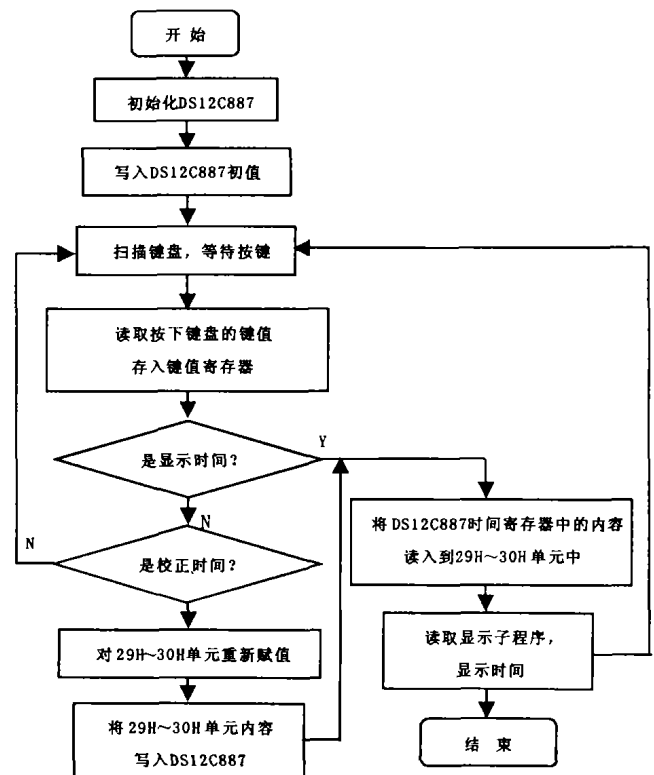 开 始
初始化DS12C887
写入DS12C887初值
扫描键盘，等待按键
读取按下键盘的键值
存入键值寄存器
是显示时间？
Y
N
是校正时间？
N
对29H～30H单元重新赋值
将29H～30H单元内容
写入DS12C887
将DS12C887时间寄存器中的内容
读入到29H～30H单元中
读取显示子程序，
显示时间
结 束